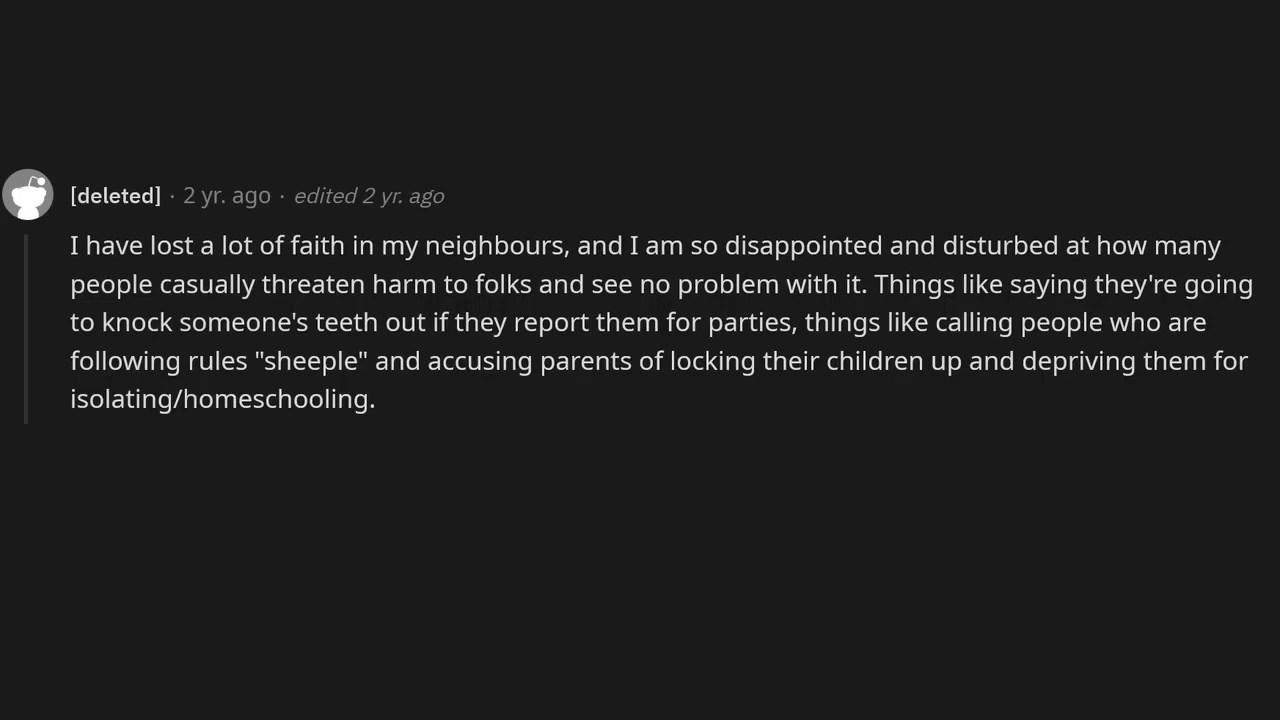 [deleted] · 2 yr. ago · edited 2 yr. ago
I have lost a lot of faith in my neighbours, and I am so disappointed and disturbed at how many
people casually threaten harm to folks and see no problem with it. Things like saying they're going
to knock someone's teeth out if they report them for parties, things like calling people who are
following rules "sheeple" and accusing parents of locking their children up and depriving them for
isolating/homeschooling.